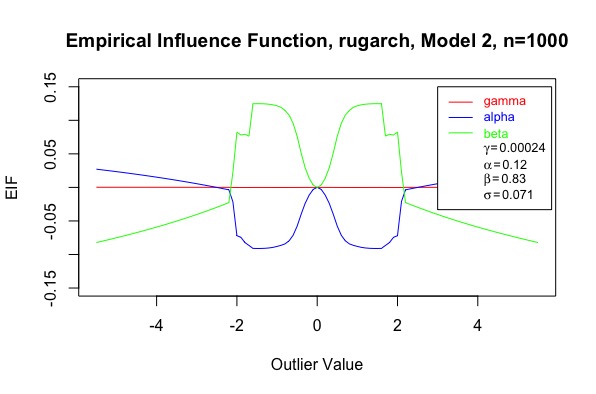 Empirical Influence Function, rugarch, Model 2, n=1000
0.15
0.05
-0.05
-0.15
EIF
gamma
alpha
beta
γ=0.00024
α=0.12
β=0.83
σ=0.071
-4 -2 0 2 4
Outlier Value